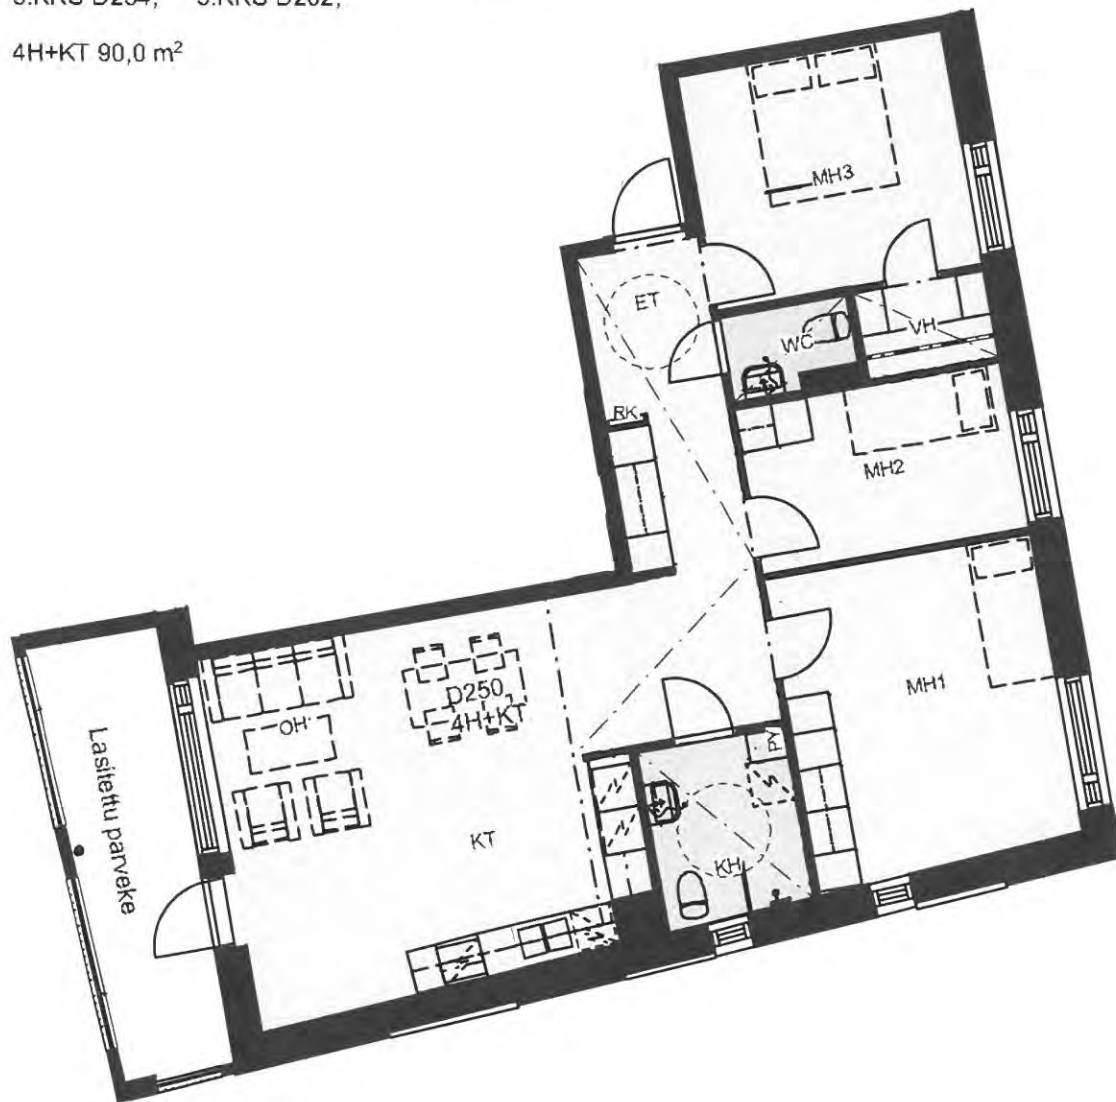 4H+KT 90,0 m²
MH3
ET
WC
VH
RK
MH2
D250
4H+KT
OH
MH1
PY
Lasitettu parveke
KT
KH